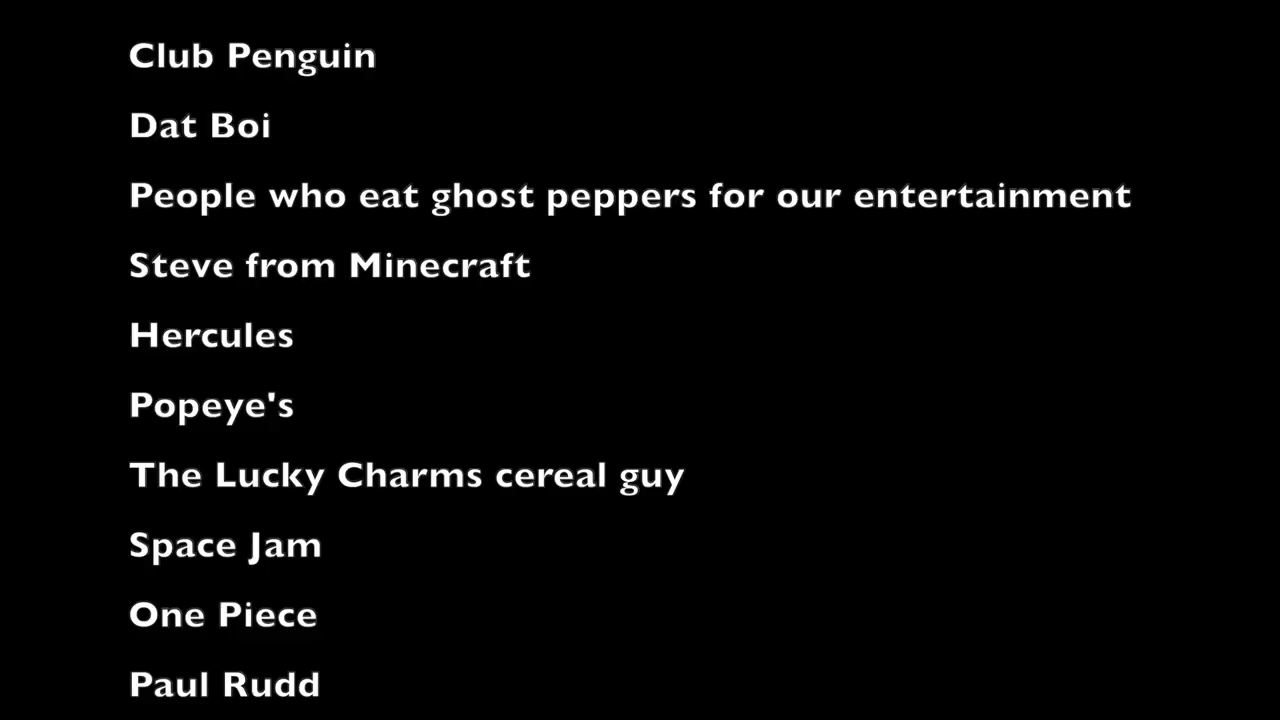 Club Penguin
Dat Boi
People who eat ghost peppers for our entertainment
Steve from Minecraft
Hercules
Popeye's
The Lucky Charms cereal guy
Space Jam
One Piece
Paul Rudd